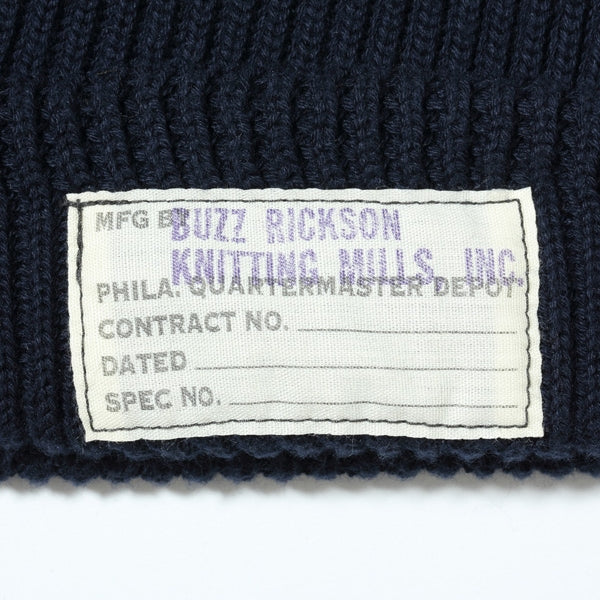 MFG BY BUZZ RICKSON
KNITTING MILLS, INC.
PHILA. QUARTERMASTER DEPOT
CONTRACT NO.
DATED
SPEC NO.